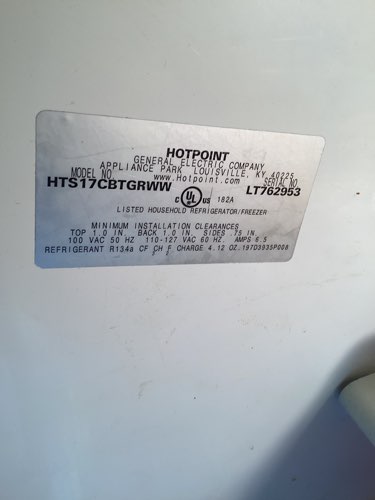 HOTPOINT
GENERAL ELECTRIC COMPANY
APPLIANCE PARK, LOUISVILLE, KY 40225
MODEL NO. www.Hotpoint.com SERIAL NO.
HTS17CBTGRWW LT762953
C UL US 182A
LISTED HOUSEHOLD REFRIGERATOR/FREEZER
MINIMUM INSTALLATION CLEARANCES
TOP 1.0 IN. BACK 1.0 IN. SIDES .75 IN.
100 VAC 50 HZ 110-127 VAC 60 HZ. AMPS 6.5
REFRIGERANT R134a CF CH F CHARGE 4.12 OZ. 197D3935P008